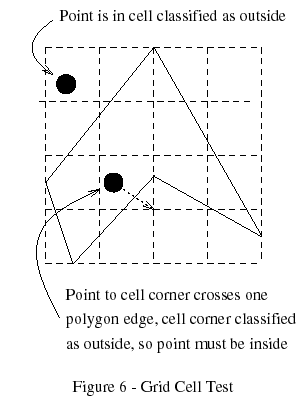 Point is in cell classified as outside
Point to cell corner crosses one
polygon edge, cell corner classified
as outside, so point must be inside
Figure 6 - Grid Cell Test